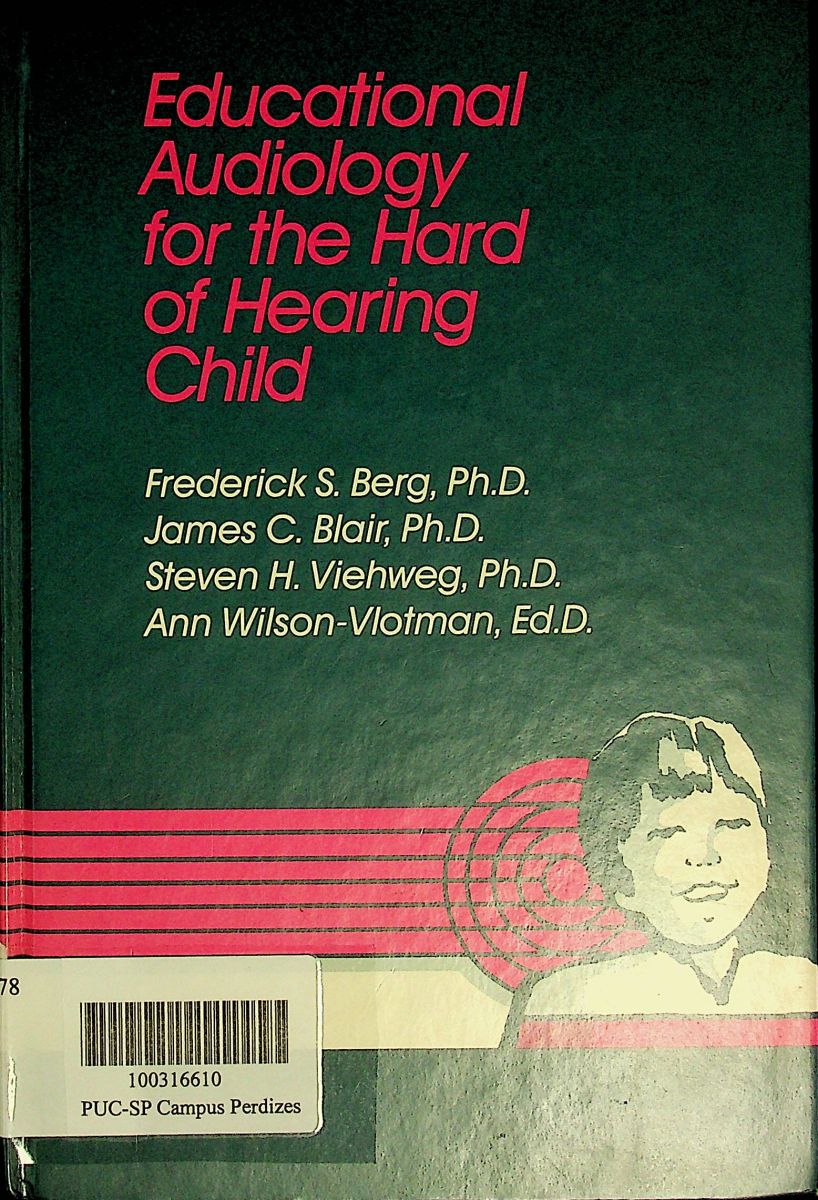 Educational
Audiology
for the Hard
of Hearing
Child
Frederick S. Berg, Ph.D.
James C. Blair, Ph.D.
Steven H. Viehweg, Ph.D.
Ann Wilson-Vlotman, Ed.D.
78
100316610
PUC-SP Campus Perdizes